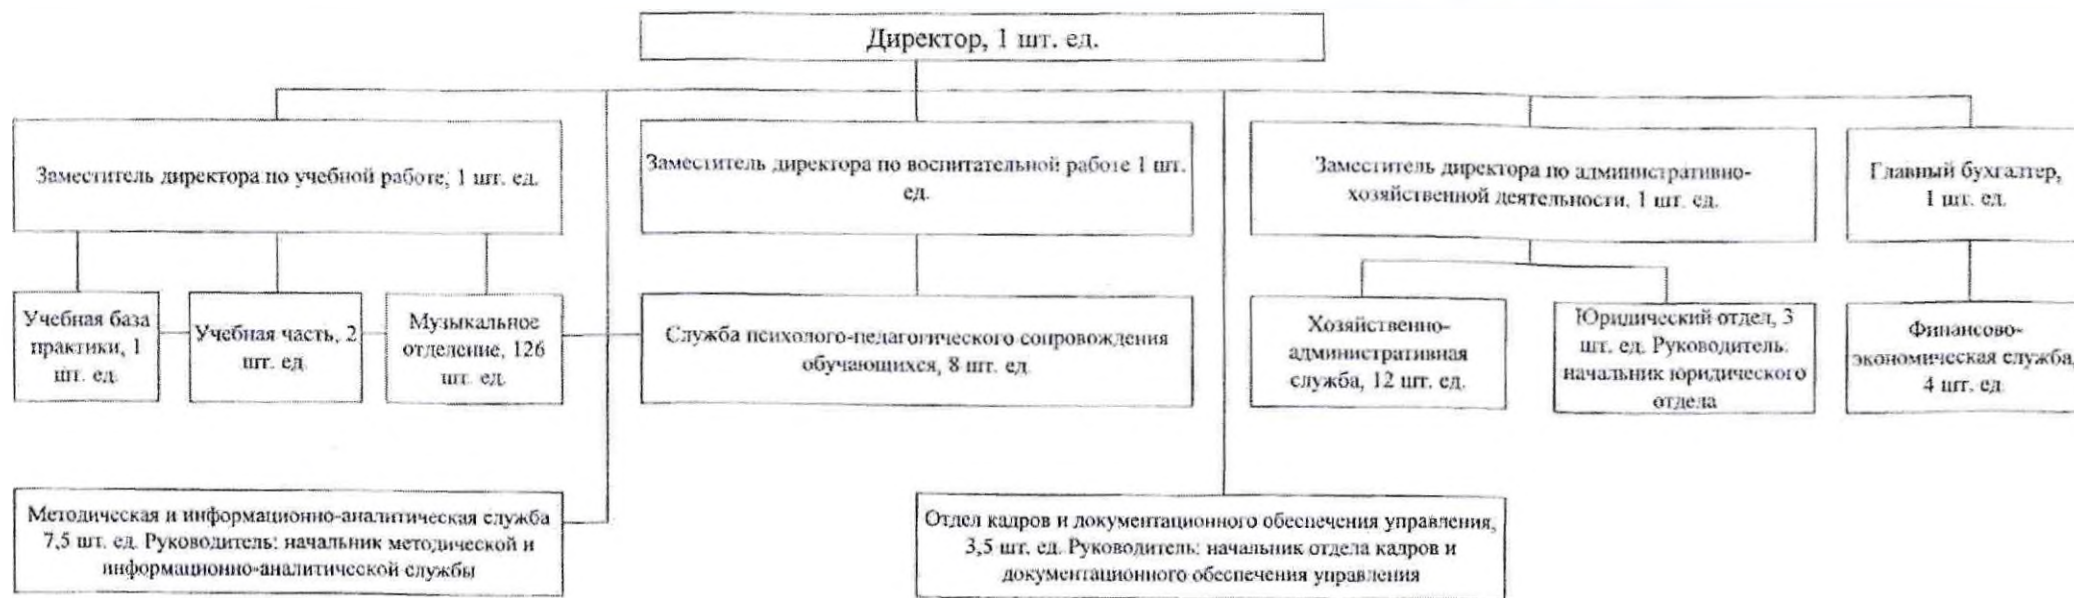 Директор, 1 шт. ед.
Заместитель директора по учебной работе, 1 шт. ед.
Заместитель директора по воспитательной работе 1 шт.
ед.
Заместитель директора по административно-
хозяйственной деятельности, 1 шт. ед.
Главный бухгалтер,
1 шт. ед.
Учебная база
практики, 1
шт. ед.
Учебная часть, 2
шт. ед.
Музыкальное
отделение, 126
шт. ед.
Служба психолого-педагогического сопровождения
обучающихся, 8 шт. ед.
Хозяйственно-
административная
служба, 12 шт. ед.
Юридический отдел, 3
шт. ед. Руководитель:
начальник юридического
отдела
Финансово-
экономическая служба,
4 шт. ед.
Методическая и информационно-аналитическая служба
7,5 шт. ед. Руководитель: начальник методической и
информационно-аналитической службы
Отдел кадров и документационного обеспечения управления,
3,5 шт. ед. Руководитель: начальник отдела кадров и
документационного обеспечения управления